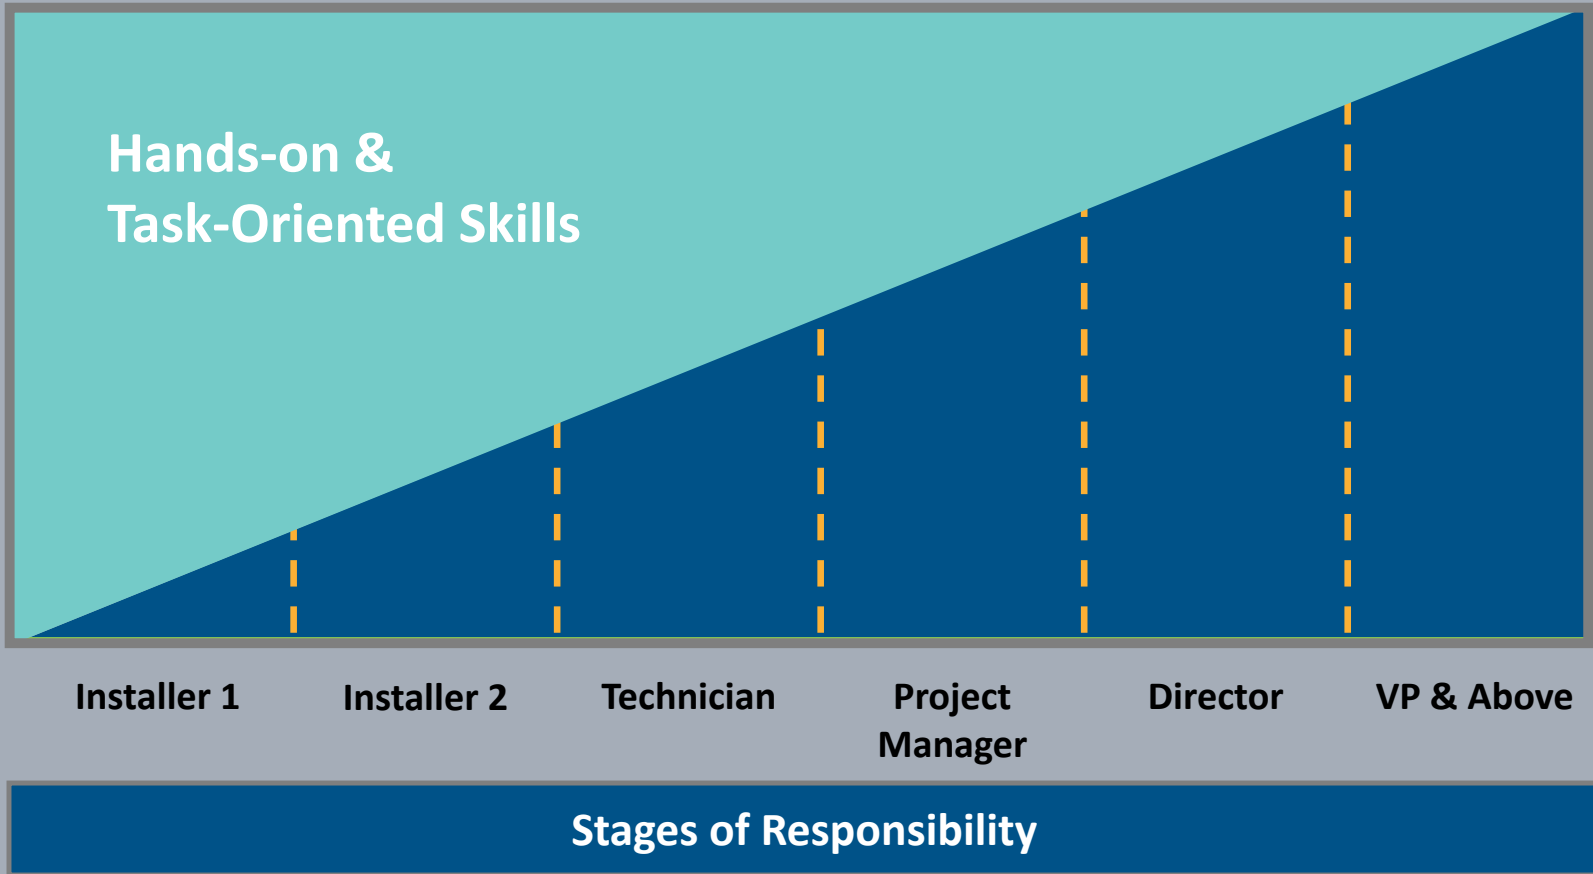 Hands-on &
Task-Oriented Skills
Installer 1
Installer 2
Technician
Project
Manager
Director
VP & Above
Stages of Responsibility